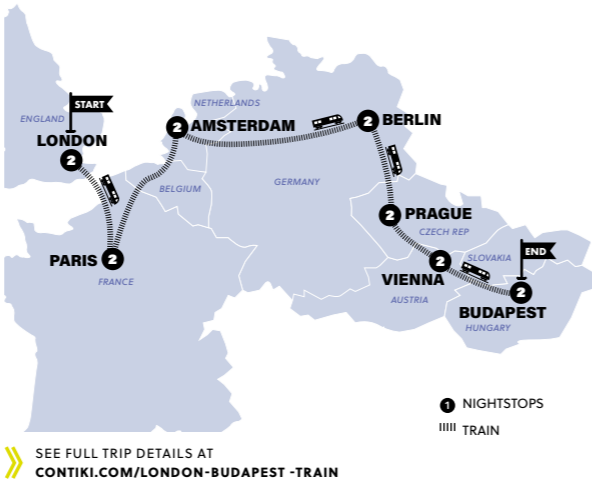 START
ENGLAND
NETHERLANDS
LONDON
2
2
AMSTERDAM
2
BERLIN
BELGIUM
GERMANY
2
PRAGUE
CZECH REP
PARIS
2
FRANCE
2
VIENNA
SLOVAKIA
END
AUSTRIA
2
BUDAPEST
HUNGARY
1 NIGHTSTOPS
TRAIN
SEE FULL TRIP DETAILS AT
CONTIKI.COM/LONDON-BUDAPEST -TRAIN